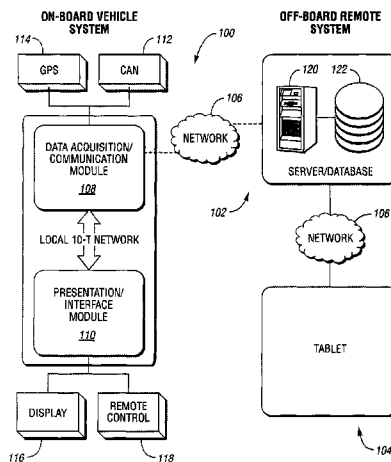 ON-BOARD VEHICLE
SYSTEM
114
112
GPS
CAN
100
DATA ACQUISITION/
COMMUNICATION
MODULE
108
LOCAL 10-T NETWORK
PRESENTATION/
INTERFACE
MODULE
110
DISPLAY
REMOTE
CONTROL
116
118
106
NETWORK
102
OFF-BOARD REMOTE
SYSTEM
120
122
SERVER/DATABASE
106
NETWORK
TABLET
104